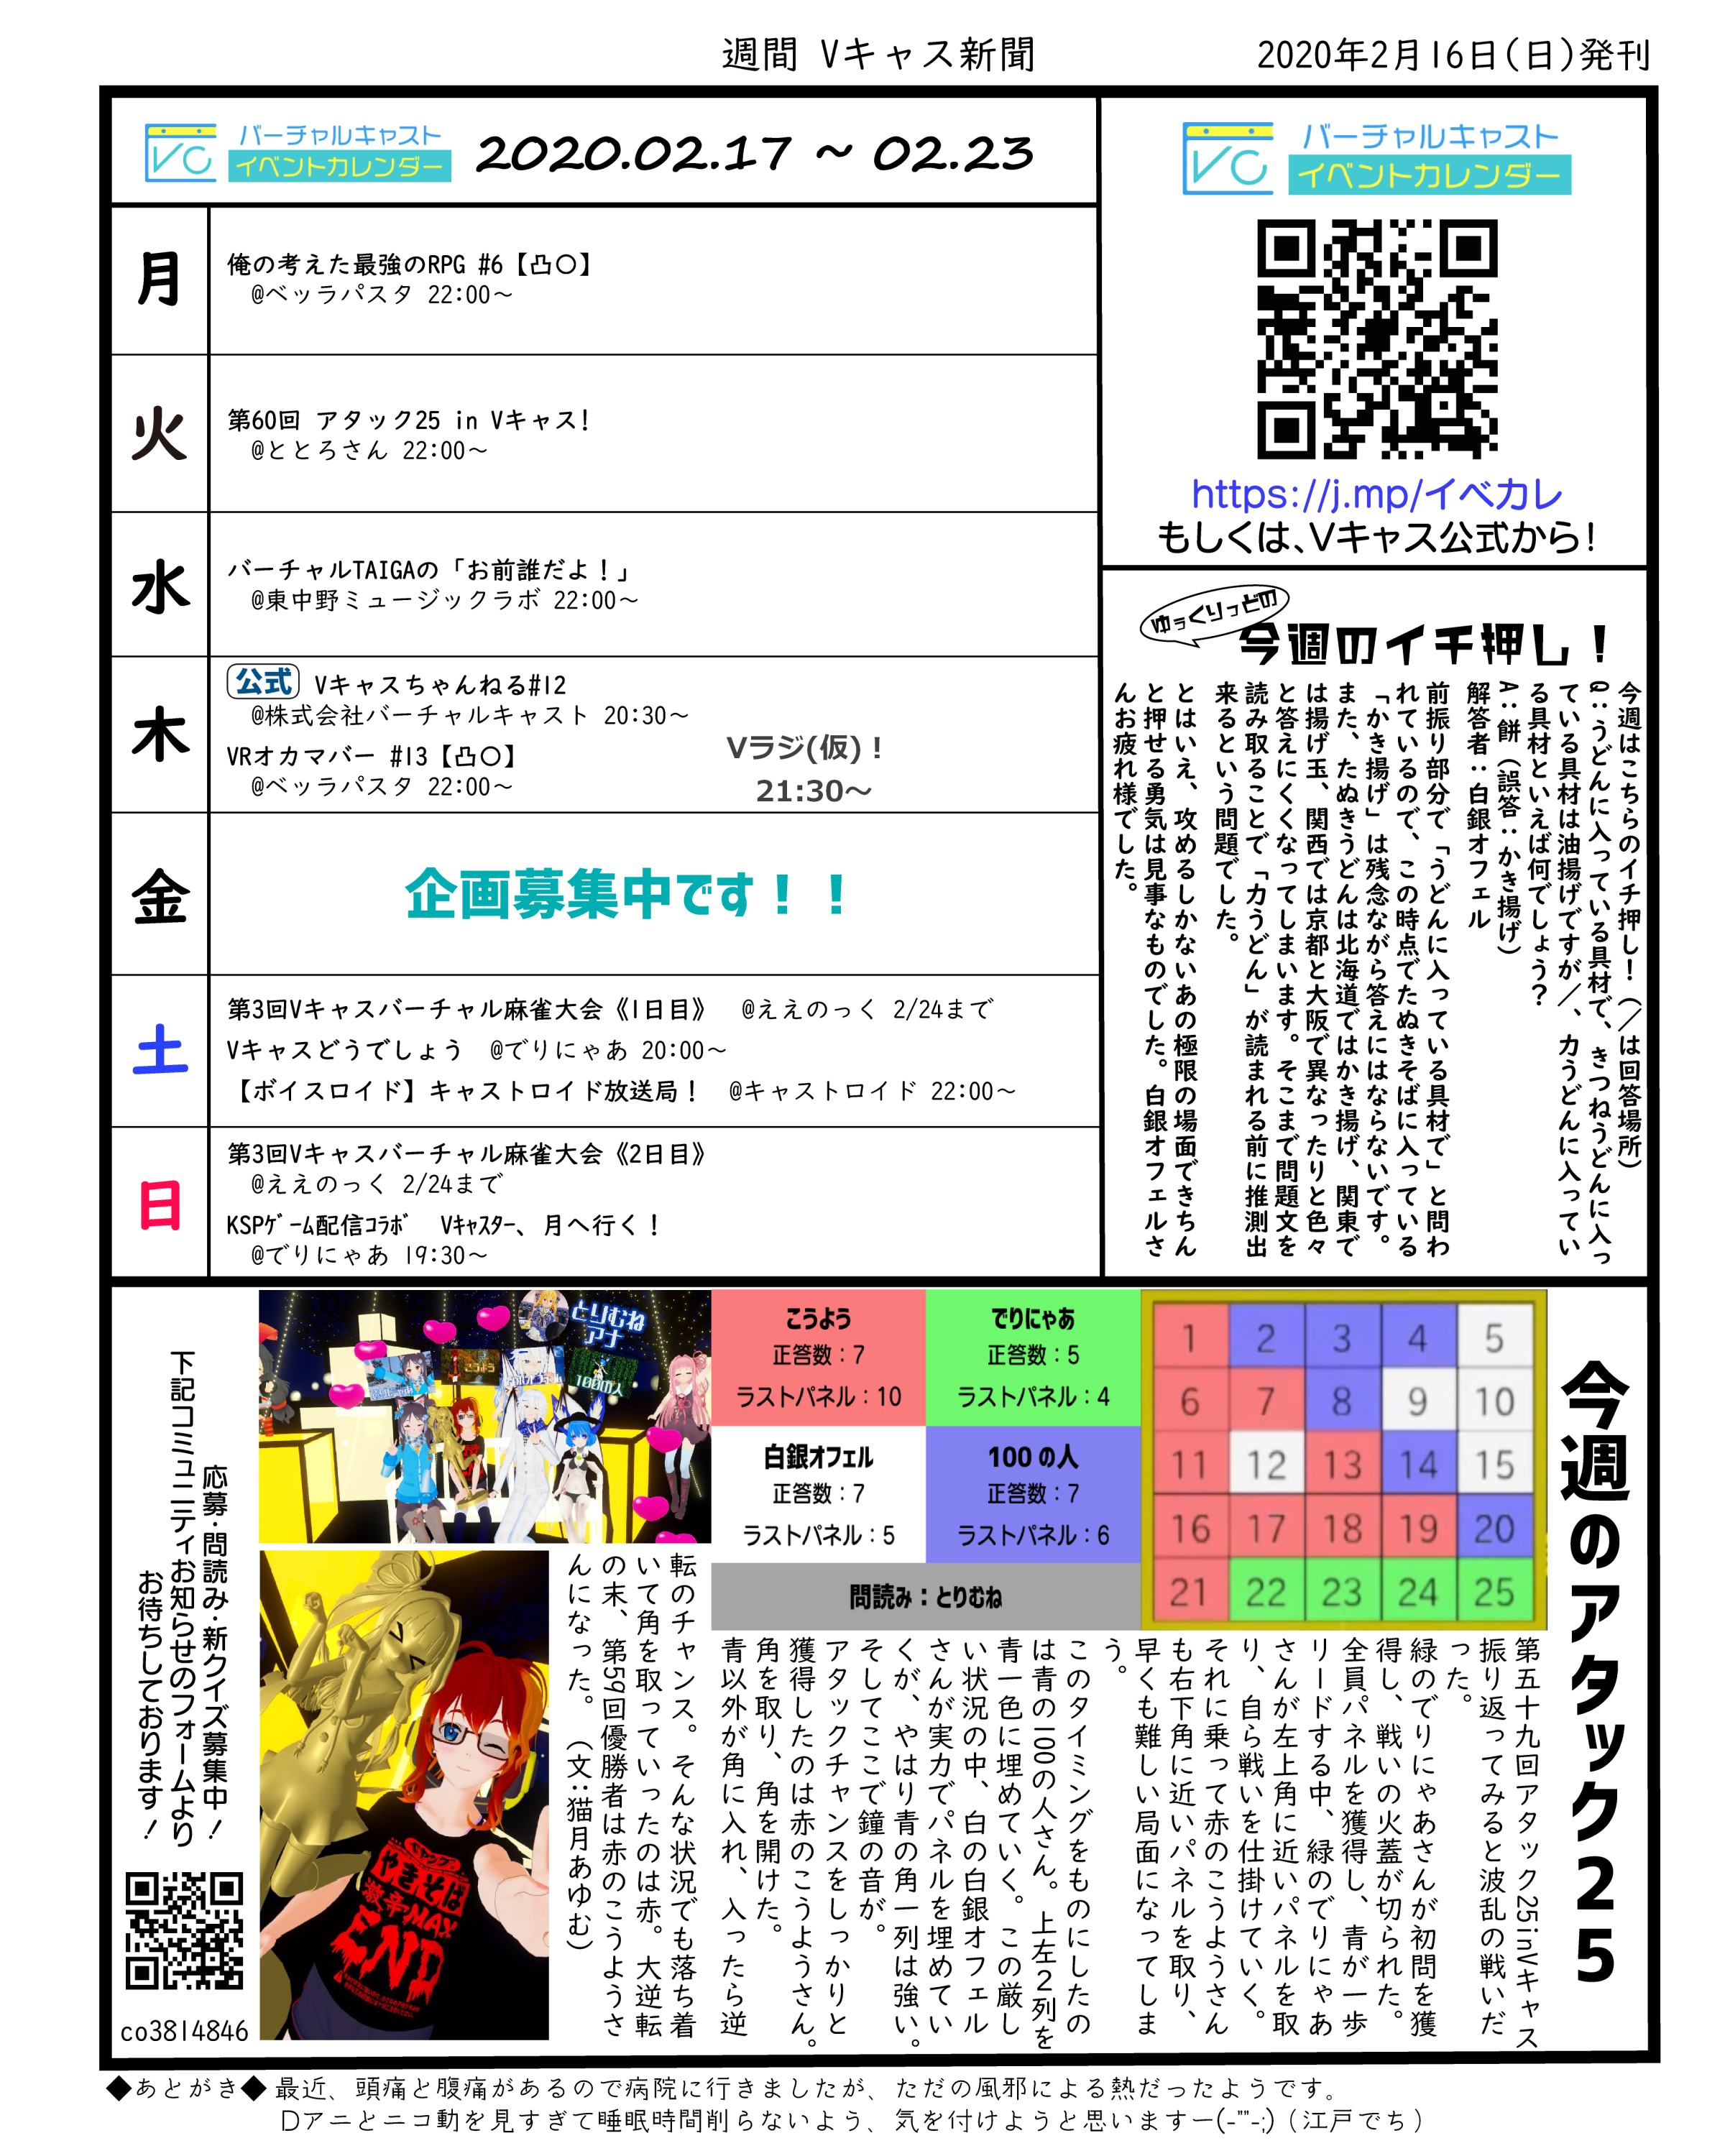 週間 Vキャス新聞
2020年2月16日(日)発刊
VC
バーチャルキャスト
イベントカレンダー
2020.02.17 ~ 02.23
月
俺の考えた最強のRPG #6【凸〇】
@ベッラパスタ 22:00～
火
第60回 アタック25 in Vキャス!
@ととろさん 22:00～
水
バーチャルTAIGAの「お前誰だよ！」
@東中野ミュージックラボ 22:00～
木
公式 Vキャスちゃんねる#12
@株式会社バーチャルキャスト 20:30～
VRオカマバー #13【凸〇】
@ベッラパスタ 22:00～
Vラジ(仮)！
21:30～
金
企画募集中です！！
土
第3回Vキャスバーチャル麻雀大会《1日目》 @ええのっく 2/24まで
Vキャスどうでしょう @でりにゃあ 20:00～
【ボイスロイド】キャストロイド放送局！ @キャストロイド 22:00～
日
第3回Vキャスバーチャル麻雀大会《2日目》
@ええのっく 2/24まで
KSPｹﾞｰﾑ配信ｺﾗﾎﾞ Vｷｬｽﾀｰ、月へ行く！
@でりにゃあ 19:30～
VC
バーチャルキャスト
イベントカレンダー
https://j.mp/イベカレ
もしくは、Vキャス公式から!
ゆっくりっどの
今週のイチ押し！
今週はこちらのイチ押し！（／は回答場所）
Q：うどんに入っている具材で、きつねうどんに入っ
ている具材は油揚げですが／、力うどんに入ってい
る具材といえば何でしょう？
A：餅（誤答：かき揚げ）
解答者：白銀オフェル
前振り部分で「うどんに入っている具材で」と問わ
れているので、この時点でたぬきそばに入っている
「かき揚げ」は残念ながら答えにはならないです。
また、たぬきうどんは北海道ではかき揚げ、関東で
は揚げ玉、関西では京都と大阪で異なったりと色々
と答えにくくなってしまいます。そこまで問題文を
読み取ることで「力うどん」が読まれる前に推測出
来るという問題でした。
とはいえ、攻めるしかないあの極限の場面できちん
と押せる勇気は見事なものでした。白銀オフェルさ
んお疲れ様でした。
今週のアタック25
1 2 3 4 5
6 7 8 9 10
11 12 13 14 15
16 17 18 19 20
21 22 23 24 25
こうよう
正答数：7
ラストパネル：10
でりにゃあ
正答数：5
ラストパネル：4
白銀オフェル
正答数：7
ラストパネル：5
100の人
正答数：7
ラストパネル：6
問読み：とりむね
とりむね
アナ
こうよう
100の人
第五十九回アタック25inVキャス
振り返ってみると波乱の戦いだ
った。
緑のでりにゃあさんが初問を獲
得し、戦いの火蓋が切られた。
全員パネルを獲得し、青が一歩
リードする中、緑のでりにゃあ
さんが左上角に近いパネルを取
り、自ら戦いを仕掛けていく。
それに乗って赤のこうようさん
も右下角に近いパネルを取り、
早くも難しい局面になってしま
う。
このタイミングをものにしたの
は青の100の人さん。上左2列を
青一色に埋めていく。この厳し
い状況の中、白の白銀オフェル
さんが実力でパネルを埋めてい
くが、やはり青の角一列は強い。
そしてここで鐘の音が。
アタックチャンスをしっかりと
獲得したのは赤のこうようさん。
角を取り、角を開けた。
青以外が角に入れ、入ったら逆
転のチャンス。そんな状況でも落ち着
いて角を取っていったのは赤。大逆転
の末、第59回優勝者は赤のこうようさ
んになった。（文：猫月あゆむ）
やきそば
激辛MAX
END
応募・問読み・新クイズ募集中！
下記コミュニティお知らせのフォームより
お待ちしております！
co3814846
◆あとがき◆ 最近、頭痛と腹痛があるので病院に行きましたが、ただの風邪による熱だったようです。
Dアニとニコ動を見すぎて睡眠時間削らないよう、気を付けようと思いますー(-""-;)（江戸でち）